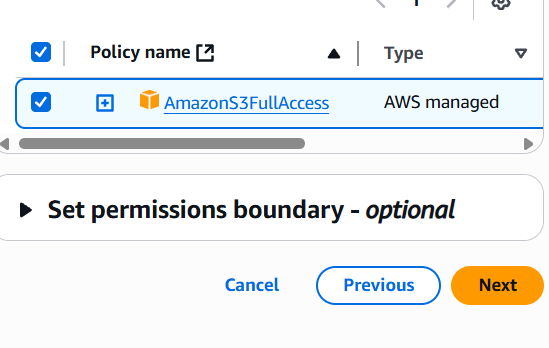 Policy name Type
AmazonS3FullAccess AWS managed
Set permissions boundary - optional
Cancel Previous Next